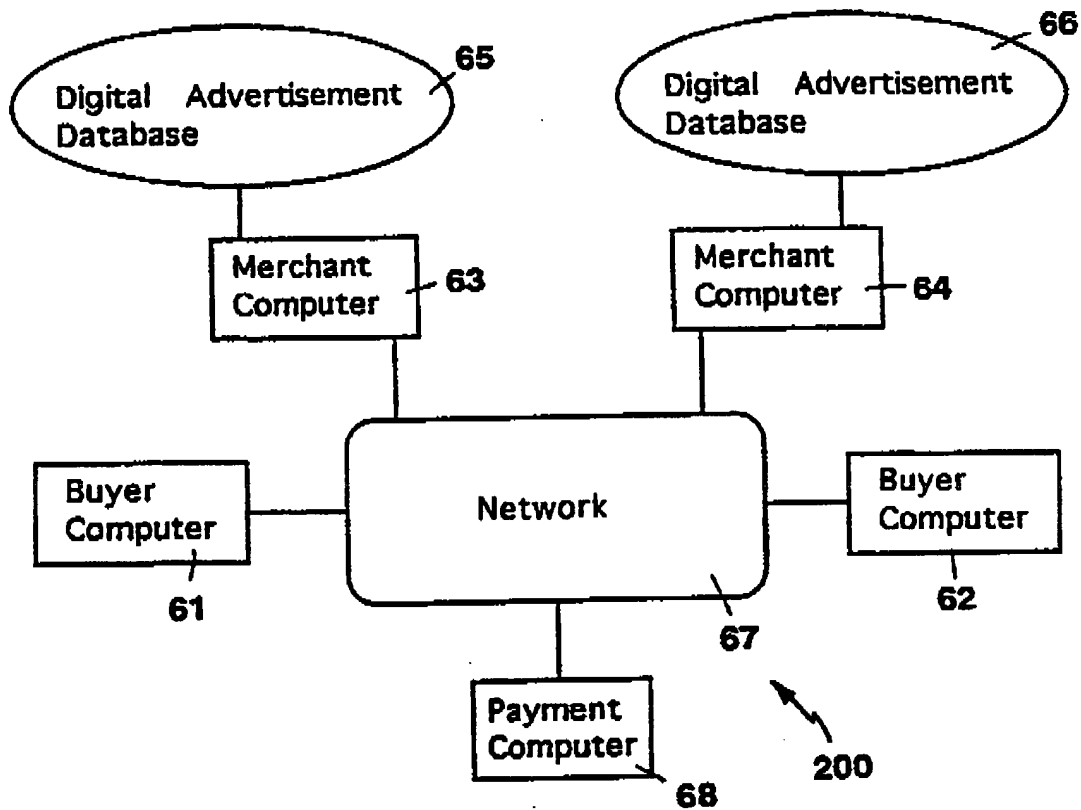 65
Digital Advertisement
Database
66
Digital Advertisement
Database
Merchant
Computer
63
Merchant
Computer
64
Buyer
Computer
61
Network
67
Buyer
Computer
62
Payment
Computer
68
200